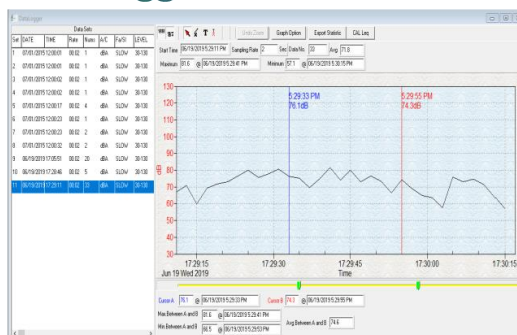 DataLogger
Data Sets
Set DATE TIME Rate Nums A/C Fa/Sl LEVEL
1 07/01/2015 12:00:01 00.02 1 dBA SLOW 30-130
2 07/01/2015 12:00:01 00.02 1 dBA SLOW 30-130
3 07/01/2015 12:00:02 00.02 1 dBA SLOW 30-130
4 07/01/2015 12:00:02 00.02 1 dBA SLOW 30-130
5 07/01/2015 12:00:17 00.02 4 dBA SLOW 30-130
6 07/01/2015 12:00:23 00.02 1 dBA SLOW 30-130
7 07/01/2015 12:00:23 00.02 2 dBA SLOW 30-130
8 07/01/2015 12:00:32 00.02 2 dBA SLOW 30-130
9 06/19/2019 17:05:51 00.02 20 dBA SLOW 30-130
10 06/19/2019 17:28:46 00.02 5 dBA SLOW 30-130
11 06/19/2019 17:29:11 00.02 33 dBA SLOW 30-130
Undo Zoom Graph Option Export Statistic CAL Leq
Start Time 06/19/2019 5:29:11 PM Sampling Rate 2 Sec Data No. 33 Avg 71.8
Maximum 81.6 @ 06/19/2019 5:29:41 PM Minimum 57.1 @ 06/19/2019 5:30:15 PM
5:29:33 PM
76.1dB
5:29:55 PM
74.3dB
130
120
110
100
90
dB
80
70
60
50
40
30
17:29:15 17:29:30 17:29:45 17:30:00 17:30:15
Jun 19 Wed 2019
Time
Cursor A 76.1 @ 06/19/2019 5:29:33 PM Cursor B 74.3 @ 06/19/2019 5:29:55 PM
Max Between A and B 81.6 @ 06/19/2019 5:29:41 PM
Avg Between A and B 74.6
Min Between A and B 66.5 @ 06/19/2019 5:29:53 PM